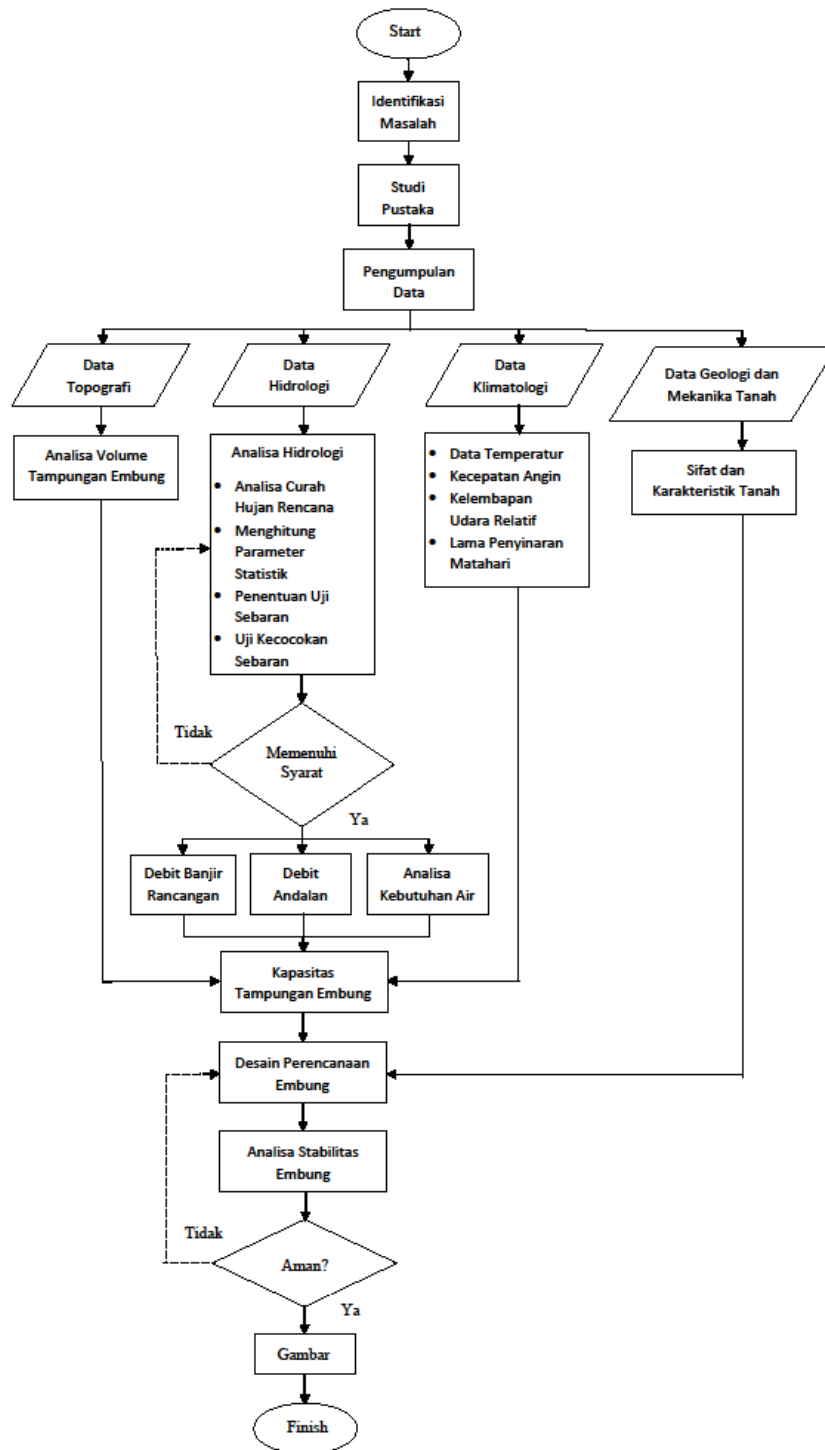 Start
Identifikasi
Masalah
Studi
Pustaka
Pengumpulan
Data
Data
Topografi
Data
Hidrologi
Data
Klimatologi
Data Geologi dan
Mekanika Tanah
Analisa Volume
Tampungan Embung
Analisa Hidrologi
• Analisa Curah
Hujan Rencana
• Menghitung
Parameter
Statistik
• Penentuan Uji
Sebaran
• Uji Kecocokan
Sebaran
• Data Temperatur
• Kecepatan Angin
• Kelembapan
Udara Relatif
• Lama Penyinaran
Matahari
Sifat dan
Karakteristik Tanah
Tidak
Memenuhi
Syarat
Ya
Debit Banjir
Rancangan
Debit
Andalan
Analisa
Kebutuhan Air
Kapasitas
Tampungan Embung
Desain Perencanaan
Embung
Analisa Stabilitas
Embung
Tidak
Aman?
Ya
Gambar
Finish